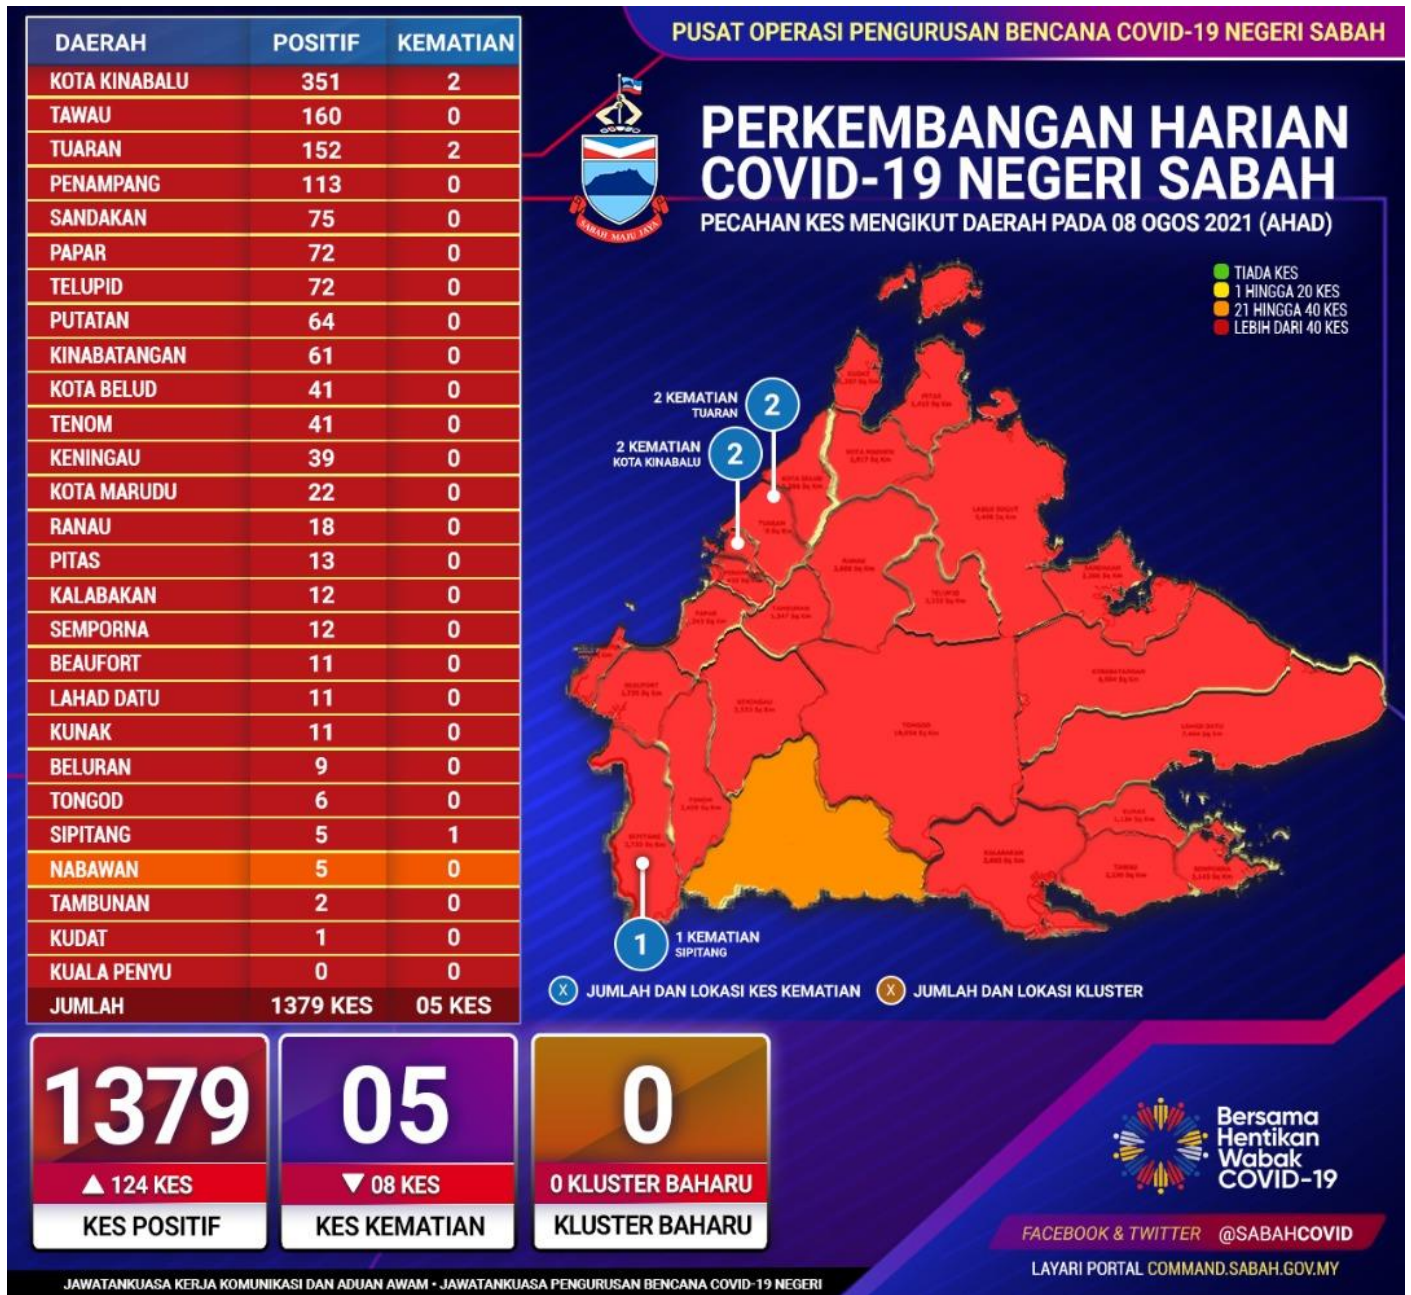 PUSAT OPERASI PENGURUSAN BENCANA COVID-19 NEGERI SABAH
PERKEMBANGAN HARIAN
COVID-19 NEGERI SABAH
PECAHAN KES MENGIKUT DAERAH PADA 08 OGOS 2021 (AHAD)
SABAH MAJU JAYA
DAERAH POSITIF KEMATIAN
KOTA KINABALU 351 2
TAWAU 160 0
TUARAN 152 2
PENAMPANG 113 0
SANDAKAN 75 0
PAPAR 72 0
TELUPID 72 0
PUTATAN 64 0
KINABATANGAN 61 0
KOTA BELUD 41 0
TENOM 41 0
KENINGAU 39 0
KOTA MARUDU 22 0
RANAU 18 0
PITAS 13 0
KALABAKAN 12 0
SEMPORNA 12 0
BEAUFORT 11 0
LAHAD DATU 11 0
KUNAK 11 0
BELURAN 9 0
TONGOD 6 0
SIPITANG 5 1
NABAWAN 5 0
TAMBUNAN 2 0
KUDAT 1 0
KUALA PENYU 0 0
JUMLAH 1379 KES 05 KES
TIADA KES
1 HINGGA 20 KES
21 HINGGA 40 KES
LEBIH DARI 40 KES
2 KEMATIAN
TUARAN
2
2 KEMATIAN
KOTA KINABALU
2
1
1 KEMATIAN
SIPITANG
X JUMLAH DAN LOKASI KES KEMATIAN
X JUMLAH DAN LOKASI KLUSTER
1379
▲ 124 KES
KES POSITIF
05
▼ 08 KES
KES KEMATIAN
0
0 KLUSTER BAHARU
KLUSTER BAHARU
Bersama
Hentikan
Wabak
COVID-19
FACEBOOK & TWITTER @SABAHCOVID
LAYARI PORTAL COMMAND.SABAH.GOV.MY
JAWATANKUASA KERJA KOMUNIKASI DAN ADUAN AWAM • JAWATANKUASA PENGURUSAN BENCANA COVID-19 NEGERI